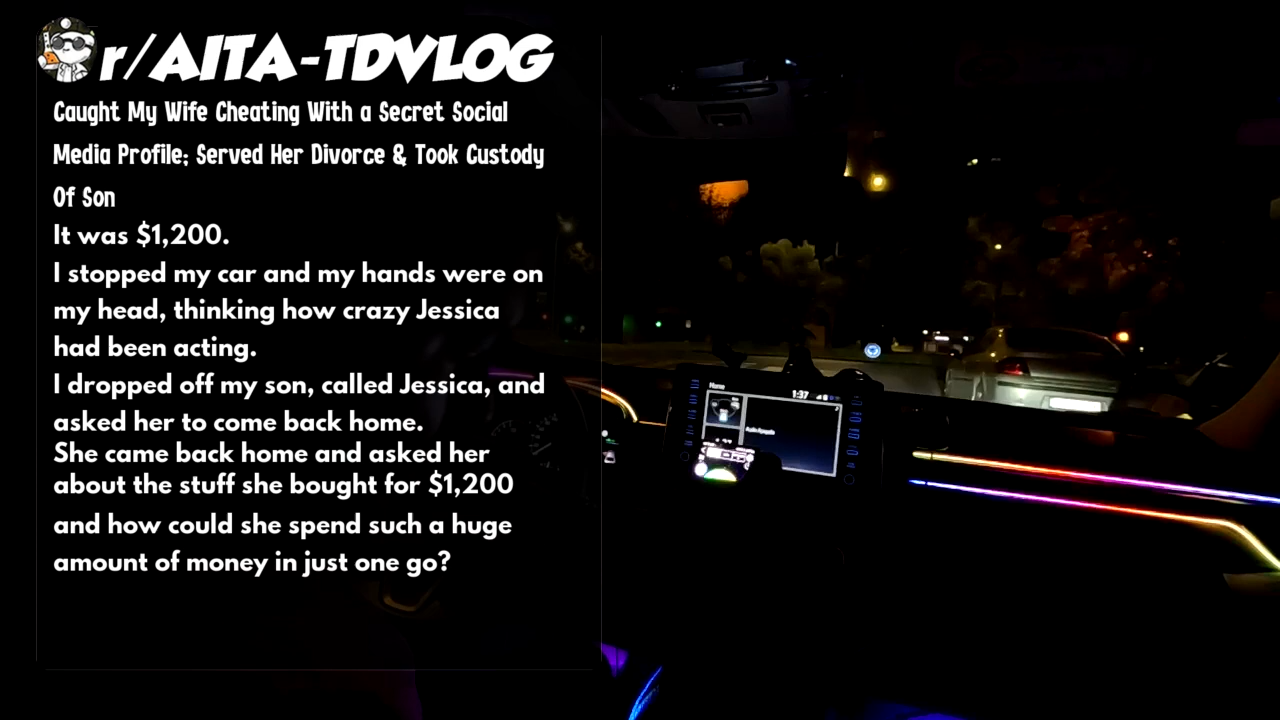 r/AITA-TDVLOG
Caught My Wife Cheating With a Secret Social
Media Profile; Served Her Divorce & Took Custody
Of Son
It was $1,200.
I stopped my car and my hands were on
my head, thinking how crazy Jessica
had been acting.
I dropped off my son, called Jessica, and
asked her to come back home.
She came back home and asked her
about the stuff she bought for $1,200
and how could she spend such a huge
amount of money in just one go?
Home
1:37